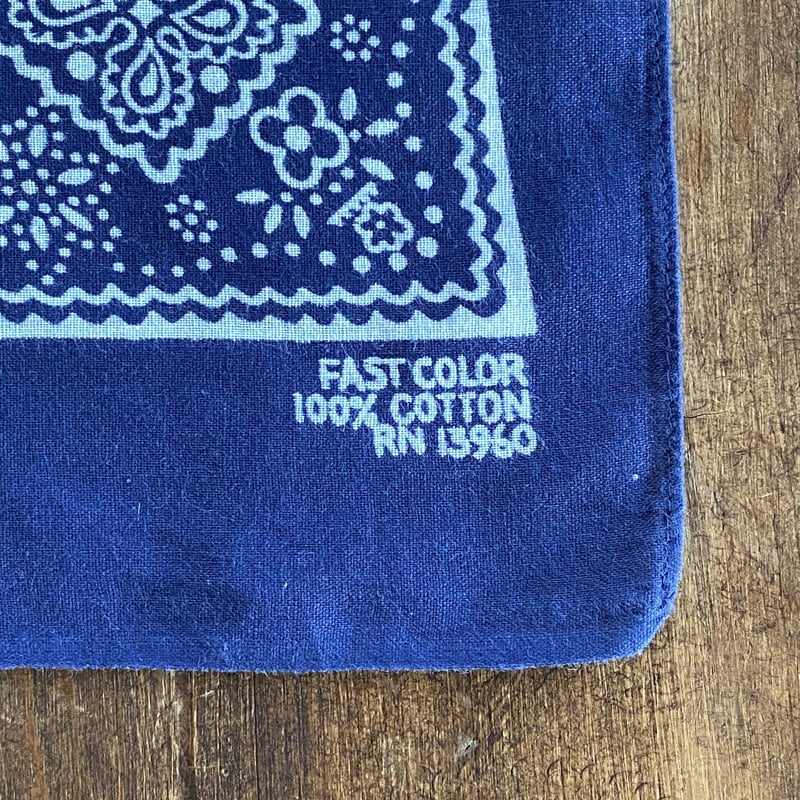 FAST COLOR
100% COTTON
RN 13960